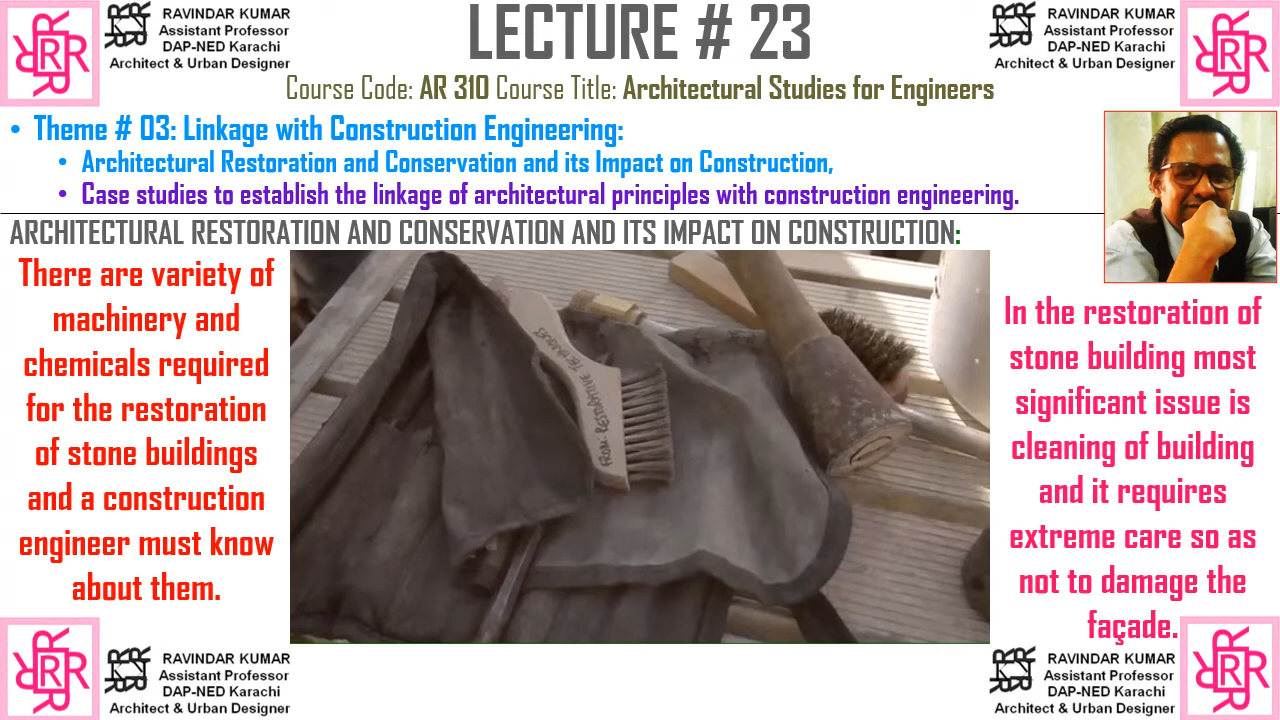 RAVINDAR KUMAR
Assistant Professor
DAP-NED Karachi
Architect & Urban Designer
LECTURE # 23
RAVINDAR KUMAR
Assistant Professor
DAP-NED Karachi
Architect & Urban Designer
Course Code: AR 310 Course Title: Architectural Studies for Engineers
• Theme # 03: Linkage with Construction Engineering:
• Architectural Restoration and Conservation and its Impact on Construction,
• Case studies to establish the linkage of architectural principles with construction engineering.
ARCHITECTURAL RESTORATION AND CONSERVATION AND ITS IMPACT ON CONSTRUCTION:
There are variety of
machinery and
chemicals required
for the restoration
of stone buildings
and a construction
engineer must know
about them.
FROM RESTORATIVE TECHNIQUES
In the restoration of
stone building most
significant issue is
cleaning of building
and it requires
extreme care so as
not to damage the
façade.
RAVINDAR KUMAR
Assistant Professor
DAP-NED Karachi
Architect & Urban Designer
RAVINDAR KUMAR
Assistant Professor
DAP-NED Karachi
Architect & Urban Designer